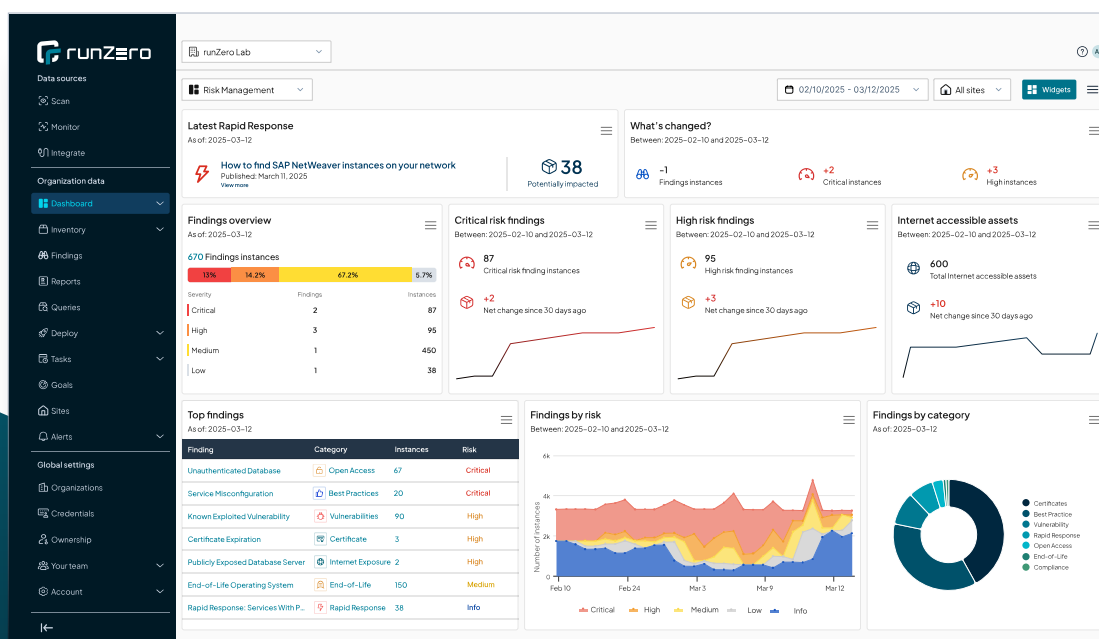 runZero
Data sources
Scan
Monitor
Integrate
Organization data
Dashboard
Inventory
Findings
Reports
Queries
Deploy
Tasks
Goals
Sites
Alerts
Global settings
Organizations
Credentials
Ownership
Your team
Account
runZero Lab
Risk Management
02/10/2025 - 03/12/2025
All sites
Widgets
Latest Rapid Response
As of: 2025-03-12
How to find SAP NetWeaver instances on your network
Published: March 11, 2025
View more
38
Potentially impacted
What's changed?
Between: 2025-02-10 and 2025-03-12
-1
Findings instances
+2
Critical instances
+3
High instances
Findings overview
As of: 2025-03-12
670 Findings instances
13% 14.2% 67.2% 5.7%
Severity Findings Instances
Critical 2 87
High 3 95
Medium 1 450
Low 1 38
Critical risk findings
Between: 2025-02-10 and 2025-03-12
87
Critical risk finding instances
+2
Net change since 30 days ago
High risk findings
Between: 2025-02-10 and 2025-03-12
95
High risk finding instances
+3
Net change since 30 days ago
Internet accessible assets
Between: 2025-02-10 and 2025-03-12
600
Total Internet accessible assets
+10
Net change since 30 days ago
Top findings
As of: 2025-03-12
Finding Category Instances Risk
Unauthenticated Database Open Access 67 Critical
Service Misconfiguration Best Practices 20 Critical
Known Exploited Vulnerability Vulnerabilities 90 High
Certificate Expiration Certificate 3 High
Publicly Exposed Database Server Internet Exposure 2 High
End-of-Life Operating System End-of-Life 150 Medium
Rapid Response: Services With P... Rapid Response 38 Info
Findings by risk
Between: 2025-02-10 and 2025-03-12
Number of instances
6k
4k
2k
0
Feb 10 Feb 24 Mar 3 Mar 9 Mar 12
Critical High Medium Low Info
Findings by category
As of: 2025-03-12
Certificates
Best Practice
Vulnerability
Rapid Response
Open Access
End-of-Life
Compliance